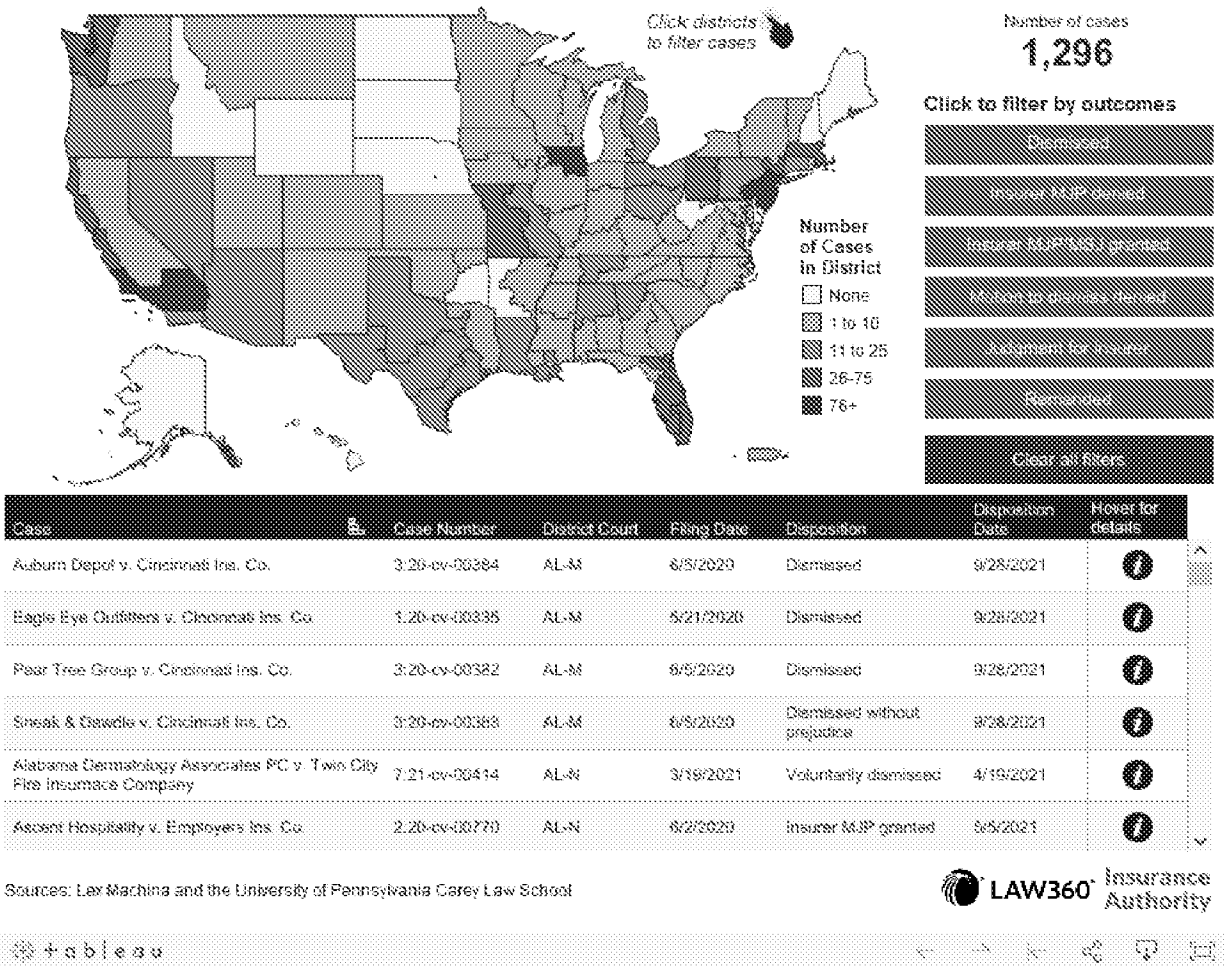 Click districts
to filter cases
Number of cases
1,296
Click to filter by outcomes
Dismissed
Insurer MJP denied
Insurer MJP/MSJ granted
Motion to dismiss denied
Judgment for insurer
Remanded
Clear all filters
Number
of Cases
in District
None
1 to 10
11 to 25
26-75
76+
Case Case Number District Court Filing Date Disposition Disposition Date Hover for details
Auburn Depot v. Cincinnati Ins. Co. 3:20-cv-00384 AL-M 6/5/2020 Dismissed 9/28/2021
Eagle Eye Outfitters v. Cincinnati Ins. Co. 1:20-cv-00335 AL-M 5/21/2020 Dismissed 9/28/2021
Pear Tree Group v. Cincinnati Ins. Co. 3:20-cv-00382 AL-M 6/5/2020 Dismissed 9/28/2021
Sneak & Dawdle v. Cincinnati Ins. Co. 3:20-cv-00383 AL-M 6/5/2020 Dismissed without prejudice 9/28/2021
Alabama Dermatology Associates PC v. Twin City Fire Insurnace Company 7:21-cv-00414 AL-N 3/19/2021 Voluntarily dismissed 4/19/2021
Ascent Hospitality v. Employers Ins. Co. 2:20-cv-00770 AL-N 6/2/2020 Insurer MJP granted 5/5/2021
Sources: Lex Machina and the University of Pennsylvania Carey Law School
LAW360 Insurance
Authority
+ableau